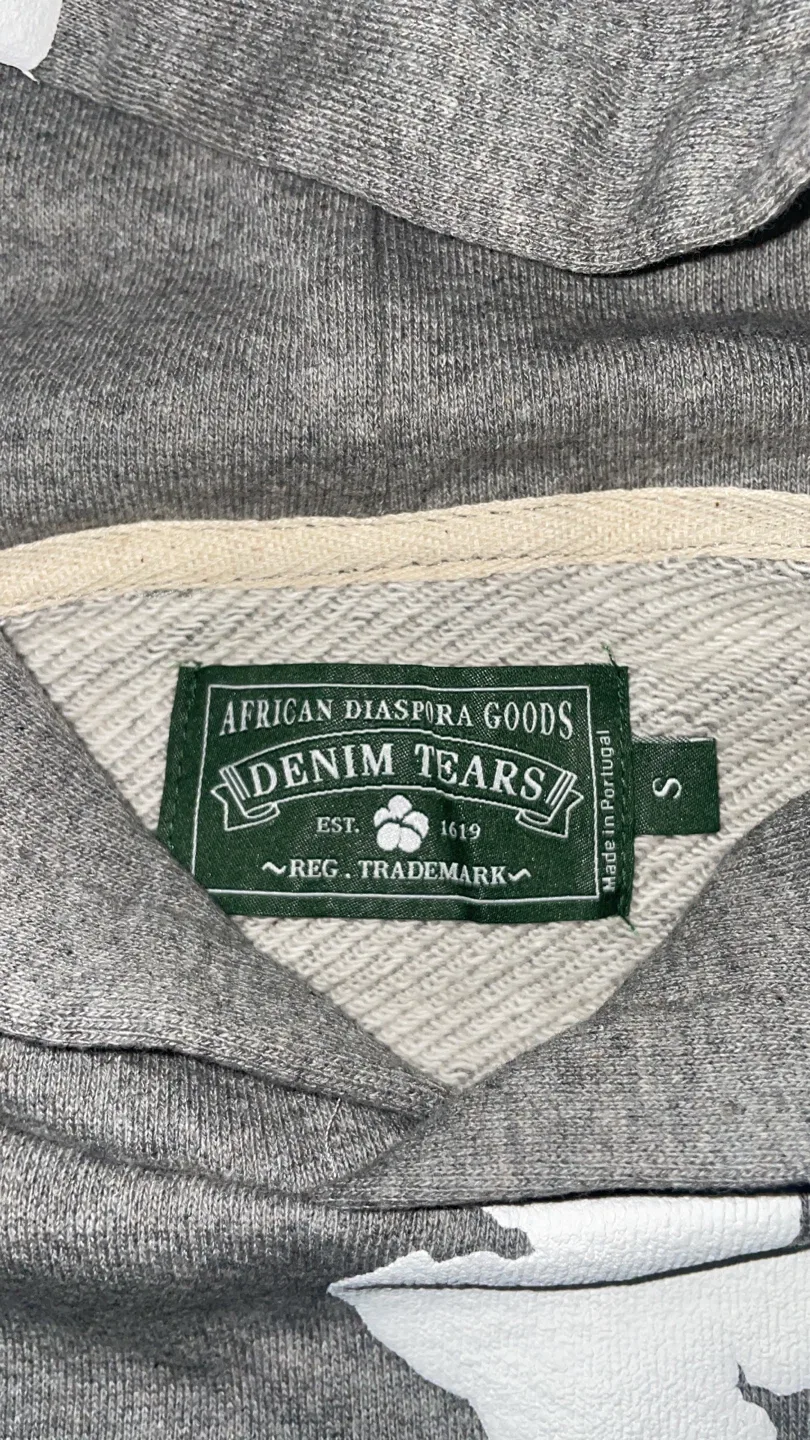 AFRICAN DIASPORA GOODS
DENIM TEARS
EST. 1619
~REG. TRADEMARK~
Made in Portugal
S